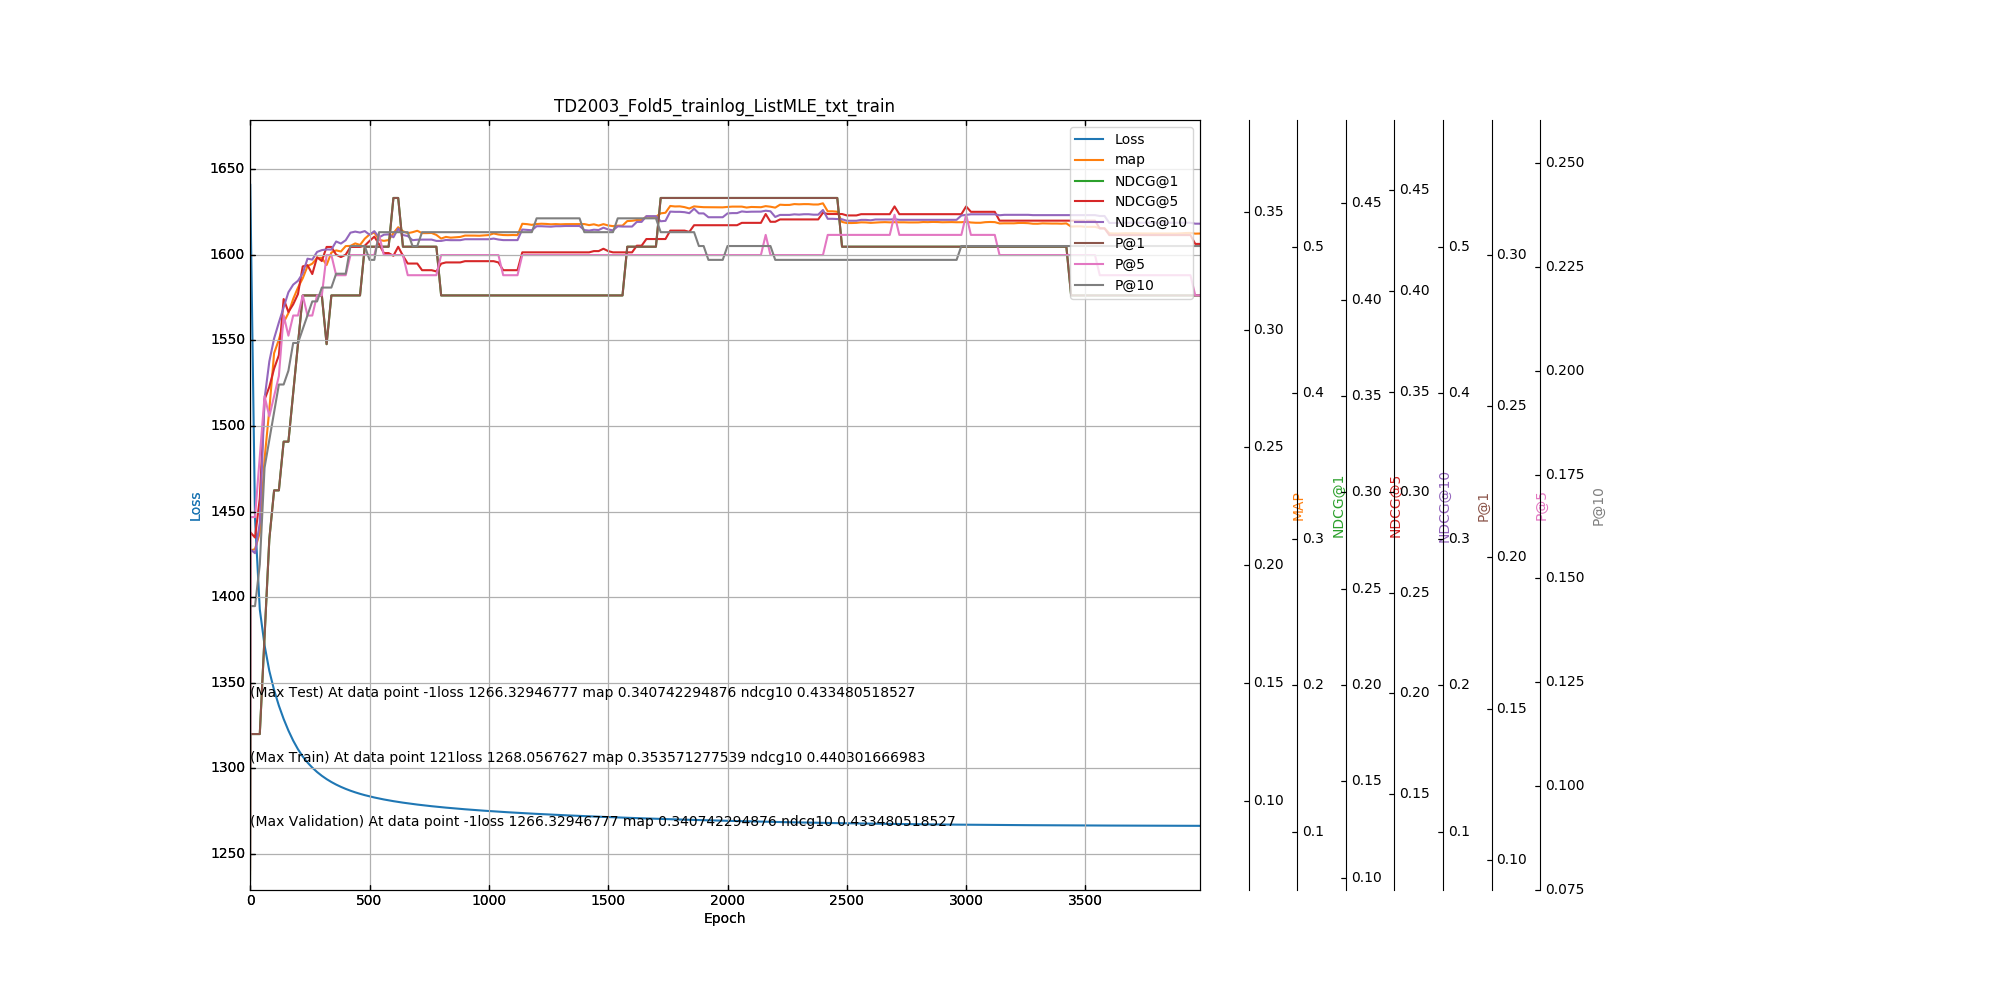 TD2003_Fold5_trainlog_ListMLE_txt_train
Loss
map
NDCG@1
NDCG@5
NDCG@10
P@1
P@5
P@10
1650
1600
1550
1500
1450
1400
1350
1300
1250
Loss
(Max Test) At data point -1loss 1266.32946777 map 0.340742294876 ndcg10 0.433480518527
(Max Train) At data point 121loss 1268.0567627 map 0.353571277539 ndcg10 0.440301666983
(Max Validation) At data point -1loss 1266.32946777 map 0.340742294876 ndcg10 0.433480518527
0 500 1000 1500 2000 2500 3000 3500
Epoch
0.35
0.30
0.25
0.20
0.15
0.10
MAP
0.5
0.4
0.3
0.2
0.1
NDCG@1
0.45
0.40
0.35
0.30
0.25
0.20
0.15
0.10
NDCG@5
0.45
0.40
0.35
0.30
0.25
0.20
0.15
NDCG@10
0.5
0.4
0.3
0.2
0.1
P@1
0.30
0.25
0.20
0.15
0.10
P@5
0.250
0.225
0.200
0.175
0.150
0.125
0.100
0.075
P@10